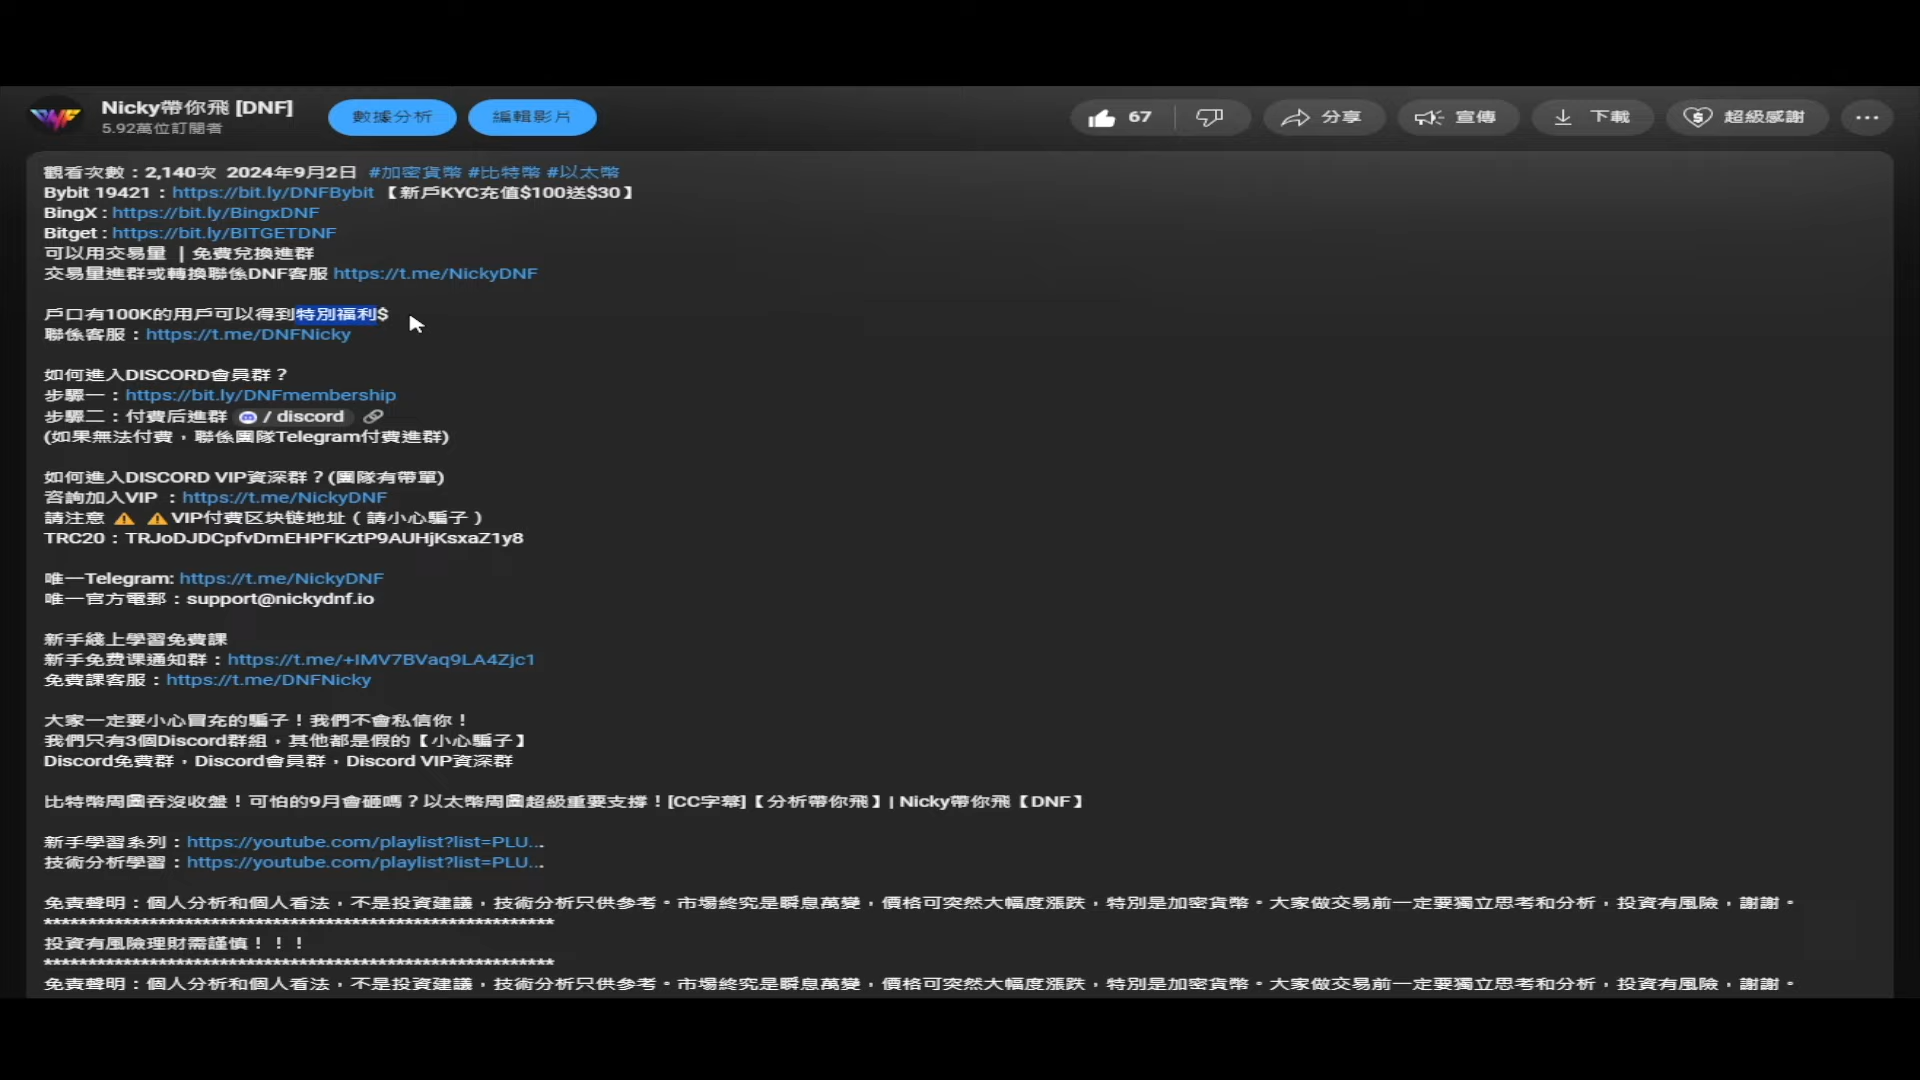 Nicky帶你飛 [DNF]
5.92萬位訂閱者
數據分析
編輯影片
67
分享
宣傳
下載
超級感謝
觀看次數：2,140次 2024年9月2日 #加密貨幣 #比特幣 #以太幣
Bybit 19421：https://bit.ly/DNFBybit 【新戶KYC充值$100送$30】
BingX : https://bit.ly/BingxDNF
Bitget : https://bit.ly/BITGETDNF
可以用交易量 | 免費兌換進群
交易量進群或轉換聯係DNF客服 https://t.me/NickyDNF
戶口有100K的用戶可以得到特別福利$
聯係客服：https://t.me/DNFNicky
如何進入DISCORD會員群？
步驟一：https://bit.ly/DNFmembership
步驟二：付費后進群 / discord
(如果無法付費，聯係團隊Telegram付費進群)
如何進入DISCORD VIP資深群？(團隊有帶單)
咨詢加入VIP ：https://t.me/NickyDNF
請注意 ⚠️ ⚠️ VIP付費区块链地址（請小心騙子）
TRC20：TRJoDJDCpfvDmEHPFKztP9AUHjKsxaZ1y8
唯一Telegram: https://t.me/NickyDNF
唯一官方電郵：support@nickydnf.io
新手綫上學習免費課
新手免费课通知群：https://t.me/+IMV7BVaq9LA4Zjc1
免費課客服：https://t.me/DNFNicky
大家一定要小心冒充的騙子！我們不會私信你！
我們只有3個Discord群組，其他都是假的【小心騙子】
Discord免費群，Discord會員群，Discord VIP資深群
比特幣周圖吞沒收盤！可怕的9月會砸嗎？以太幣周圖超級重要支撐！[CC字幕]【分析帶你飛】| Nicky帶你飛【DNF】
新手學習系列：https://youtube.com/playlist?list=PLU...
技術分析學習：https://youtube.com/playlist?list=PLU...
免責聲明：個人分析和個人看法，不是投資建議，技術分析只供參考。市場終究是瞬息萬變，價格可突然大幅度漲跌，特別是加密貨幣。大家做交易前一定要獨立思考和分析，投資有風險，謝謝。
**********************************************************
投資有風險理財需謹慎！！！
**********************************************************
免責聲明：個人分析和個人看法，不是投資建議，技術分析只供參考。市場終究是瞬息萬變，價格可突然大幅度漲跌，特別是加密貨幣。大家做交易前一定要獨立思考和分析，投資有風險，謝謝。